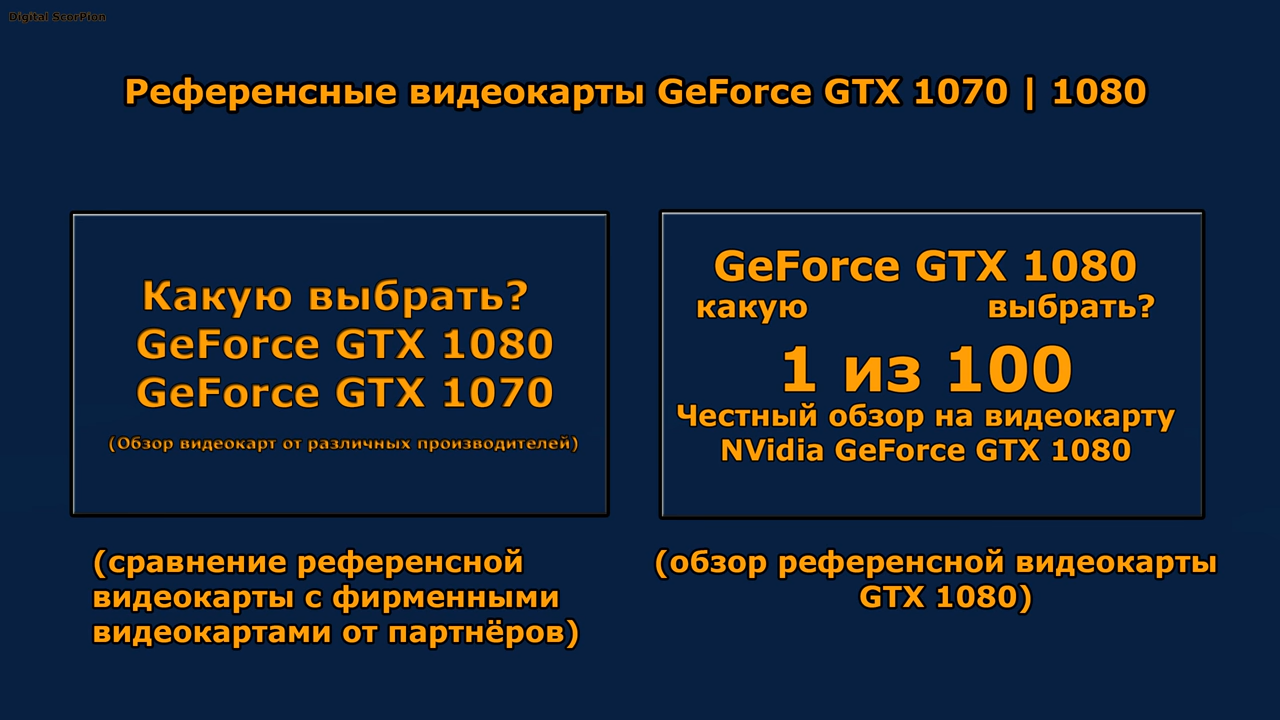 Digital ScorPion
Референсные видеокарты GeForce GTX 1070 | 1080
Какую выбрать?
GeForce GTX 1080
GeForce GTX 1070
(Обзор видеокарт от различных производителей)
(сравнение референсной
видеокарты с фирменными
видеокартами от партнёров)
GeForce GTX 1080
какую выбрать?
1 из 100
Честный обзор на видеокарту
NVidia GeForce GTX 1080
(обзор референсной видеокарты
GTX 1080)